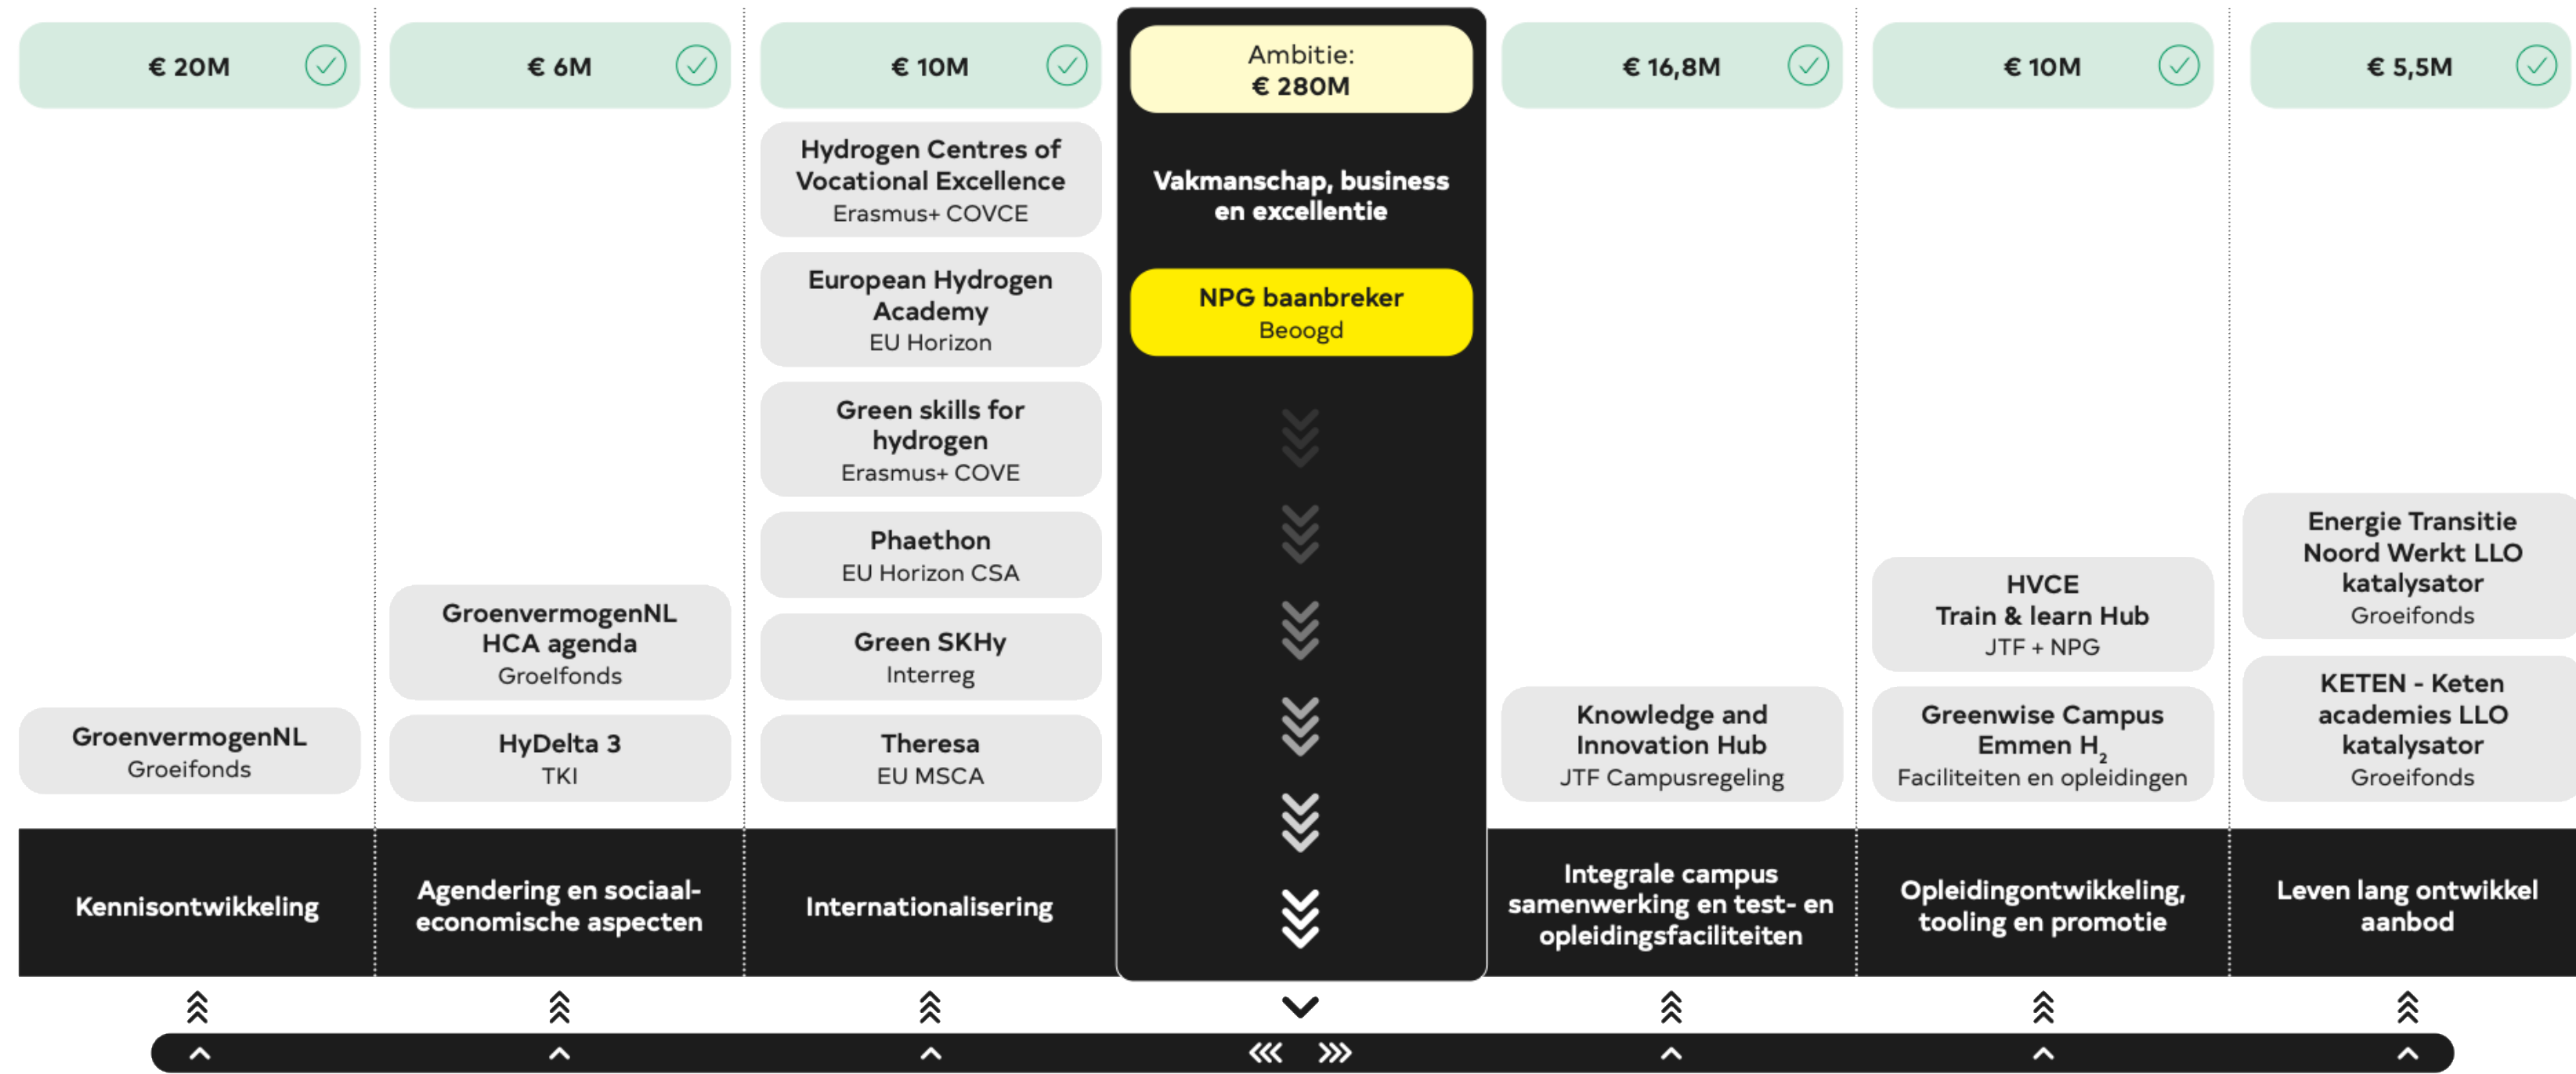 € 20M
GroenvermogenNL
Groeifonds
Kennisontwikkeling
€ 6M
GroenvermogenNL
HCA agenda
Groelfonds
HyDelta 3
TKI
Agendering en sociaal-
economische aspecten
€ 10M
Hydrogen Centres of
Vocational Excellence
Erasmus+ COVCE
European Hydrogen
Academy
EU Horizon
Green skills for
hydrogen
Erasmus+ COVE
Phaethon
EU Horizon CSA
Green SKHy
Interreg
Theresa
EU MSCA
Internationalisering
Ambitie:
€ 280M
Vakmanschap, business
en excellentie
NPG baanbreker
Beoogd
€ 16,8M
Knowledge and
Innovation Hub
JTF Campusregeling
Integrale campus
samenwerking en test- en
opleidingsfaciliteiten
€ 10M
HVCE
Train & learn Hub
JTF + NPG
Greenwise Campus
Emmen H₂
Faciliteiten en opleidingen
Opleidingontwikkeling,
tooling en promotie
€ 5,5M
Energie Transitie
Noord Werkt LLO
katalysator
Groeifonds
KETEN - Keten
academies LLO
katalysator
Groeifonds
Leven lang ontwikkel
aanbod